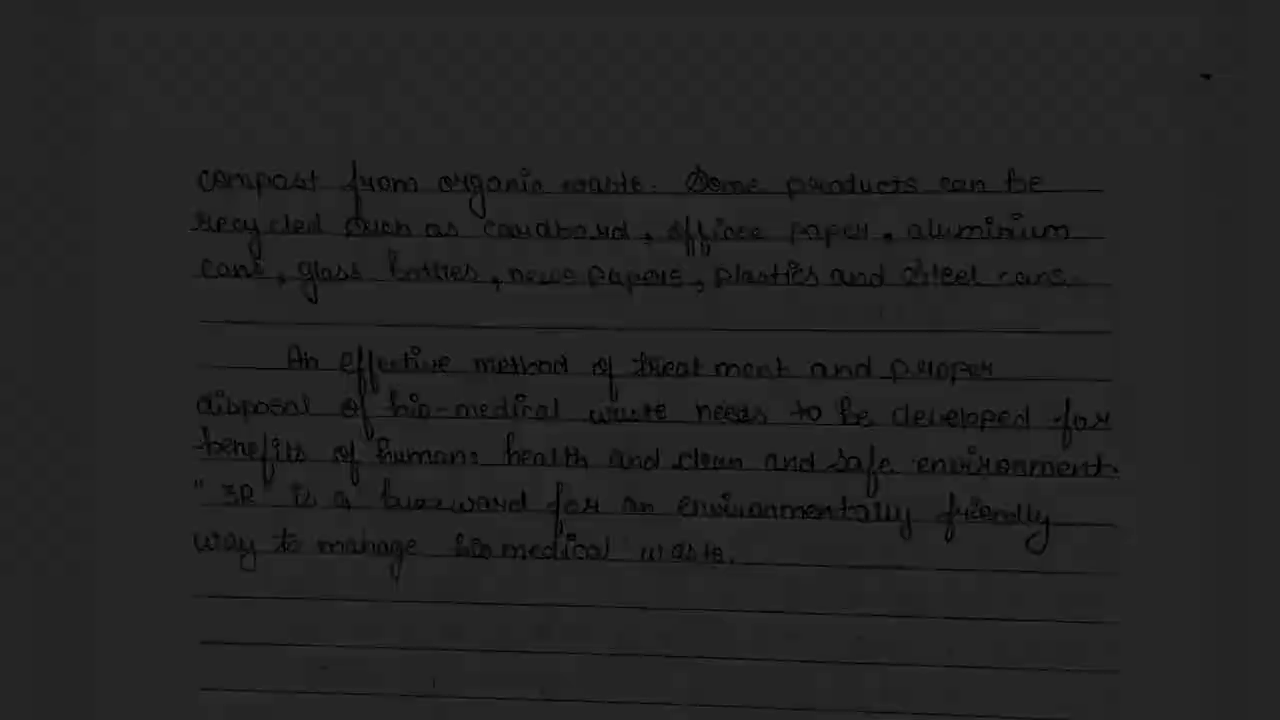 compost from organic waste. Some products can be
recycled such as cardboard, office paper, aluminium
cans, glass bottles, news papers, plastics and steel cans.
An effective method of treatment and proper
disposal of bio-medical waste needs to be developed for
benefits of humans health and clean and safe environment.
"3R" is a buzzward for an environmentally friendly
way to manage bio medical waste.